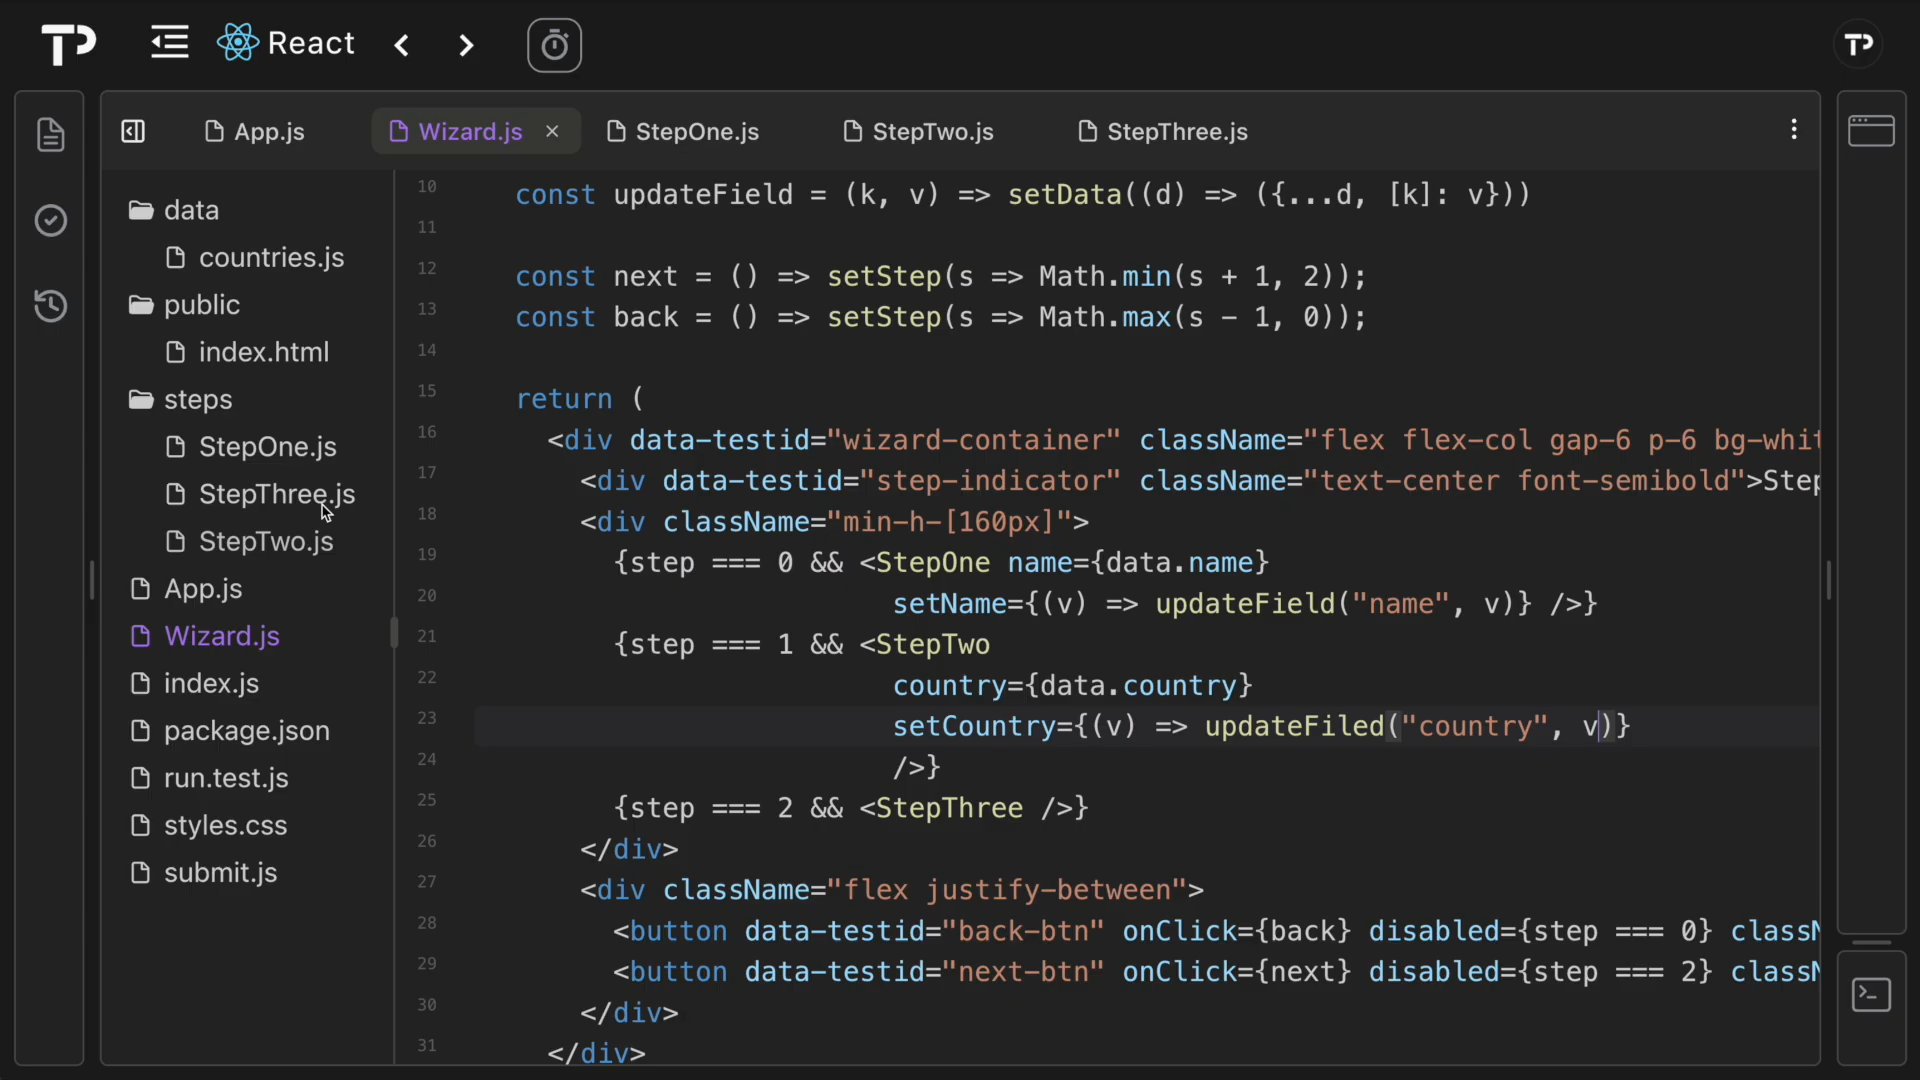 TP React TP
App.js Wizard.js × StepOne.js StepTwo.js StepThree.js
data
countries.js
public
index.html
steps
StepOne.js
StepThree.js
StepTwo.js
App.js
Wizard.js
index.js
package.json
run.test.js
styles.css
submit.js
10 const updateField = (k, v) => setData((d) => ({...d, [k]: v}))
11
12 const next = () => setStep(s => Math.min(s + 1, 2));
13 const back = () => setStep(s => Math.max(s - 1, 0));
14
15 return (
16 <div data-testid="wizard-container" className="flex flex-col gap-6 p-6 bg-whit
17 <div data-testid="step-indicator" className="text-center font-semibold">Step
18 <div className="min-h-[160px]">
19 {step === 0 && <StepOne name={data.name}
20 setName={(v) => updateField("name", v)} />}
21 {step === 1 && <StepTwo
22 country={data.country}
23 setCountry={(v) => updateFiled("country", v)}
24 />}
25 {step === 2 && <StepThree />}
26 </div>
27 <div className="flex justify-between">
28 <button data-testid="back-btn" onClick={back} disabled={step === 0} classN
29 <button data-testid="next-btn" onClick={next} disabled={step === 2} classN
30 </div>
31 </div>